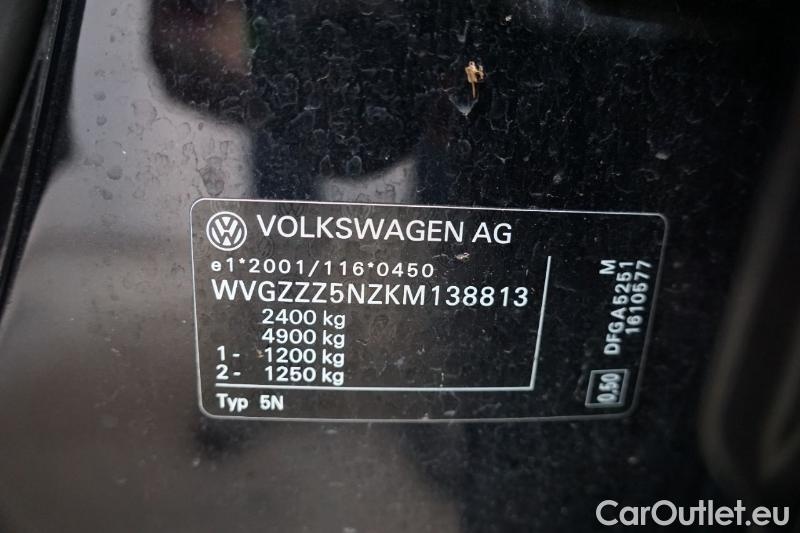 VOLKSWAGEN AG
e1*2001/116*0450
WVGZZZ5NZKM138813
2400 kg
4900 kg
1 - 1200 kg
2 - 1250 kg
Typ 5N
M
DFGA5251
1610577
0.50
CarOutlet.eu